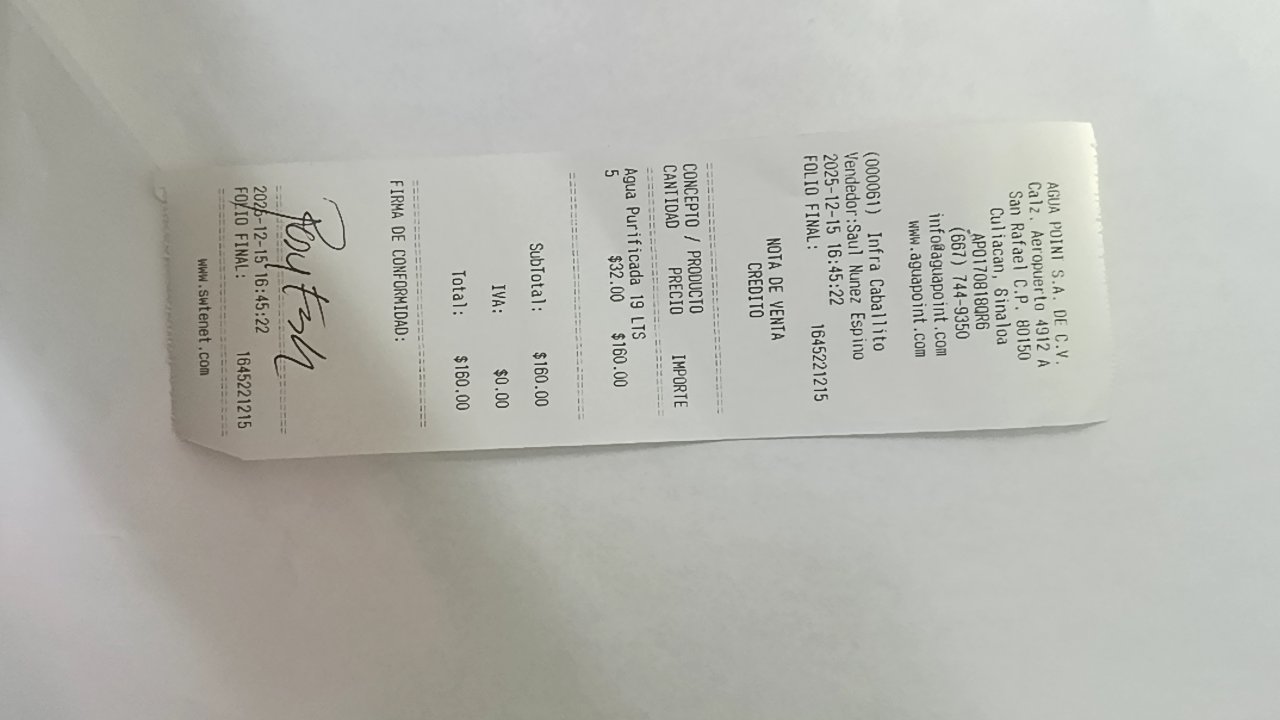 AGUA POINT S.A. DE C.V.
Calz. Aeropuerto 4912 A
San Rafael C.P. 80150
Culiacan, Sinaloa
APO170818QR6
(667) 744-9350
info@aguapoint.com
www.aguapoint.com
(000061) Infra Caballito
Vendedor:Saul Nunez Espino
2025-12-15 16:45:22
FOLIO FINAL: 1645221215
NOTA DE VENTA
CREDITO
CONCEPTO / PRODUCTO
CANTIDAD PRECIO IMPORTE
Agua Purificada 19 LTS
5 $32.00 $160.00
SubTotal: $160.00
IVA: $0.00
Total: $160.00
FIRMA DE CONFORMIDAD:
2025-12-15 16:45:22
FOLIO FINAL: 1645221215
www.swtenet.com